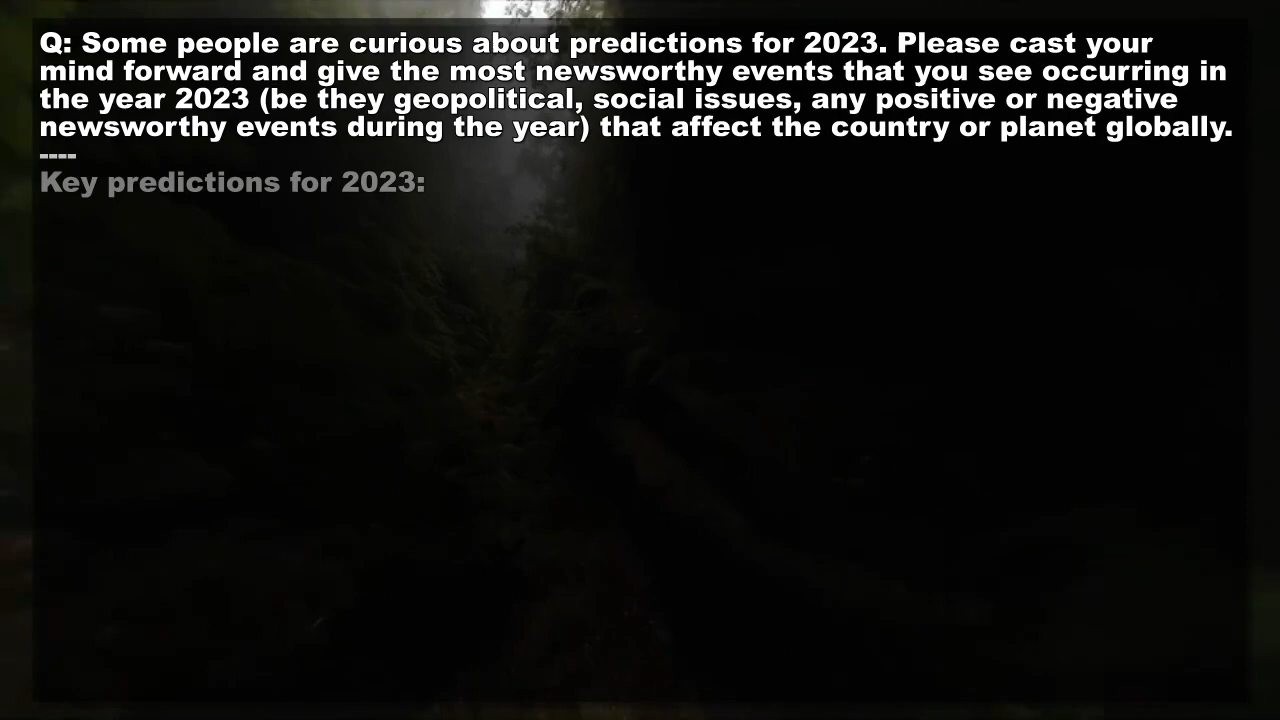 Q: Some people are curious about predictions for 2023. Please cast your
mind forward and give the most newsworthy events that you see occurring in
the year 2023 (be they geopolitical, social issues, any positive or negative
newsworthy events during the year) that affect the country or planet globally.
----
Key predictions for 2023: